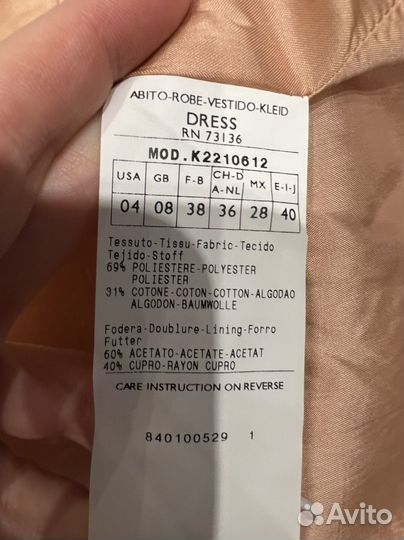 ABITO-ROBE-VESTIDO-KLEID
DRESS
RN 73136
MOD.K2210612
USA GB F-B CH-D A-NL MX E-I-J
04 08 38 36 28 40
Tessuto-Tissu-Fabric-Tecido
Tejido-Stoff
69% POLIESTERE-POLYESTER
POLIESTER
31% COTONE-COTON-COTTON-ALGODAO
ALGODON-BAUMWOLLE
Fodera-Doublure-Lining-Forro
Futter
60% ACETATO-ACETATE-ACETAT
40% CUPRO-RAYON CUPRO
CARE INSTRUCTION ON REVERSE
840100529 1
Avito